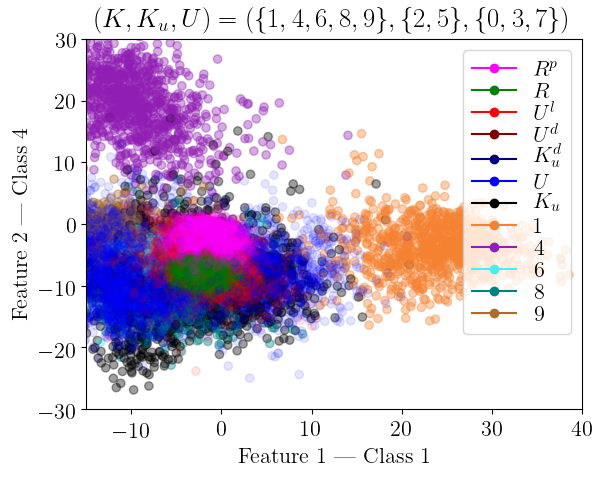 (K, K_u, U) = ({1, 4, 6, 8, 9}, {2, 5}, {0, 3, 7})
30
20
10
0
−10
−20
−30
Feature 2 — Class 4
R^p
R
U^l
U^d
K_u^d
U
K_u
1
4
6
8
9
−10
0
10
20
30
40
Feature 1 — Class 1